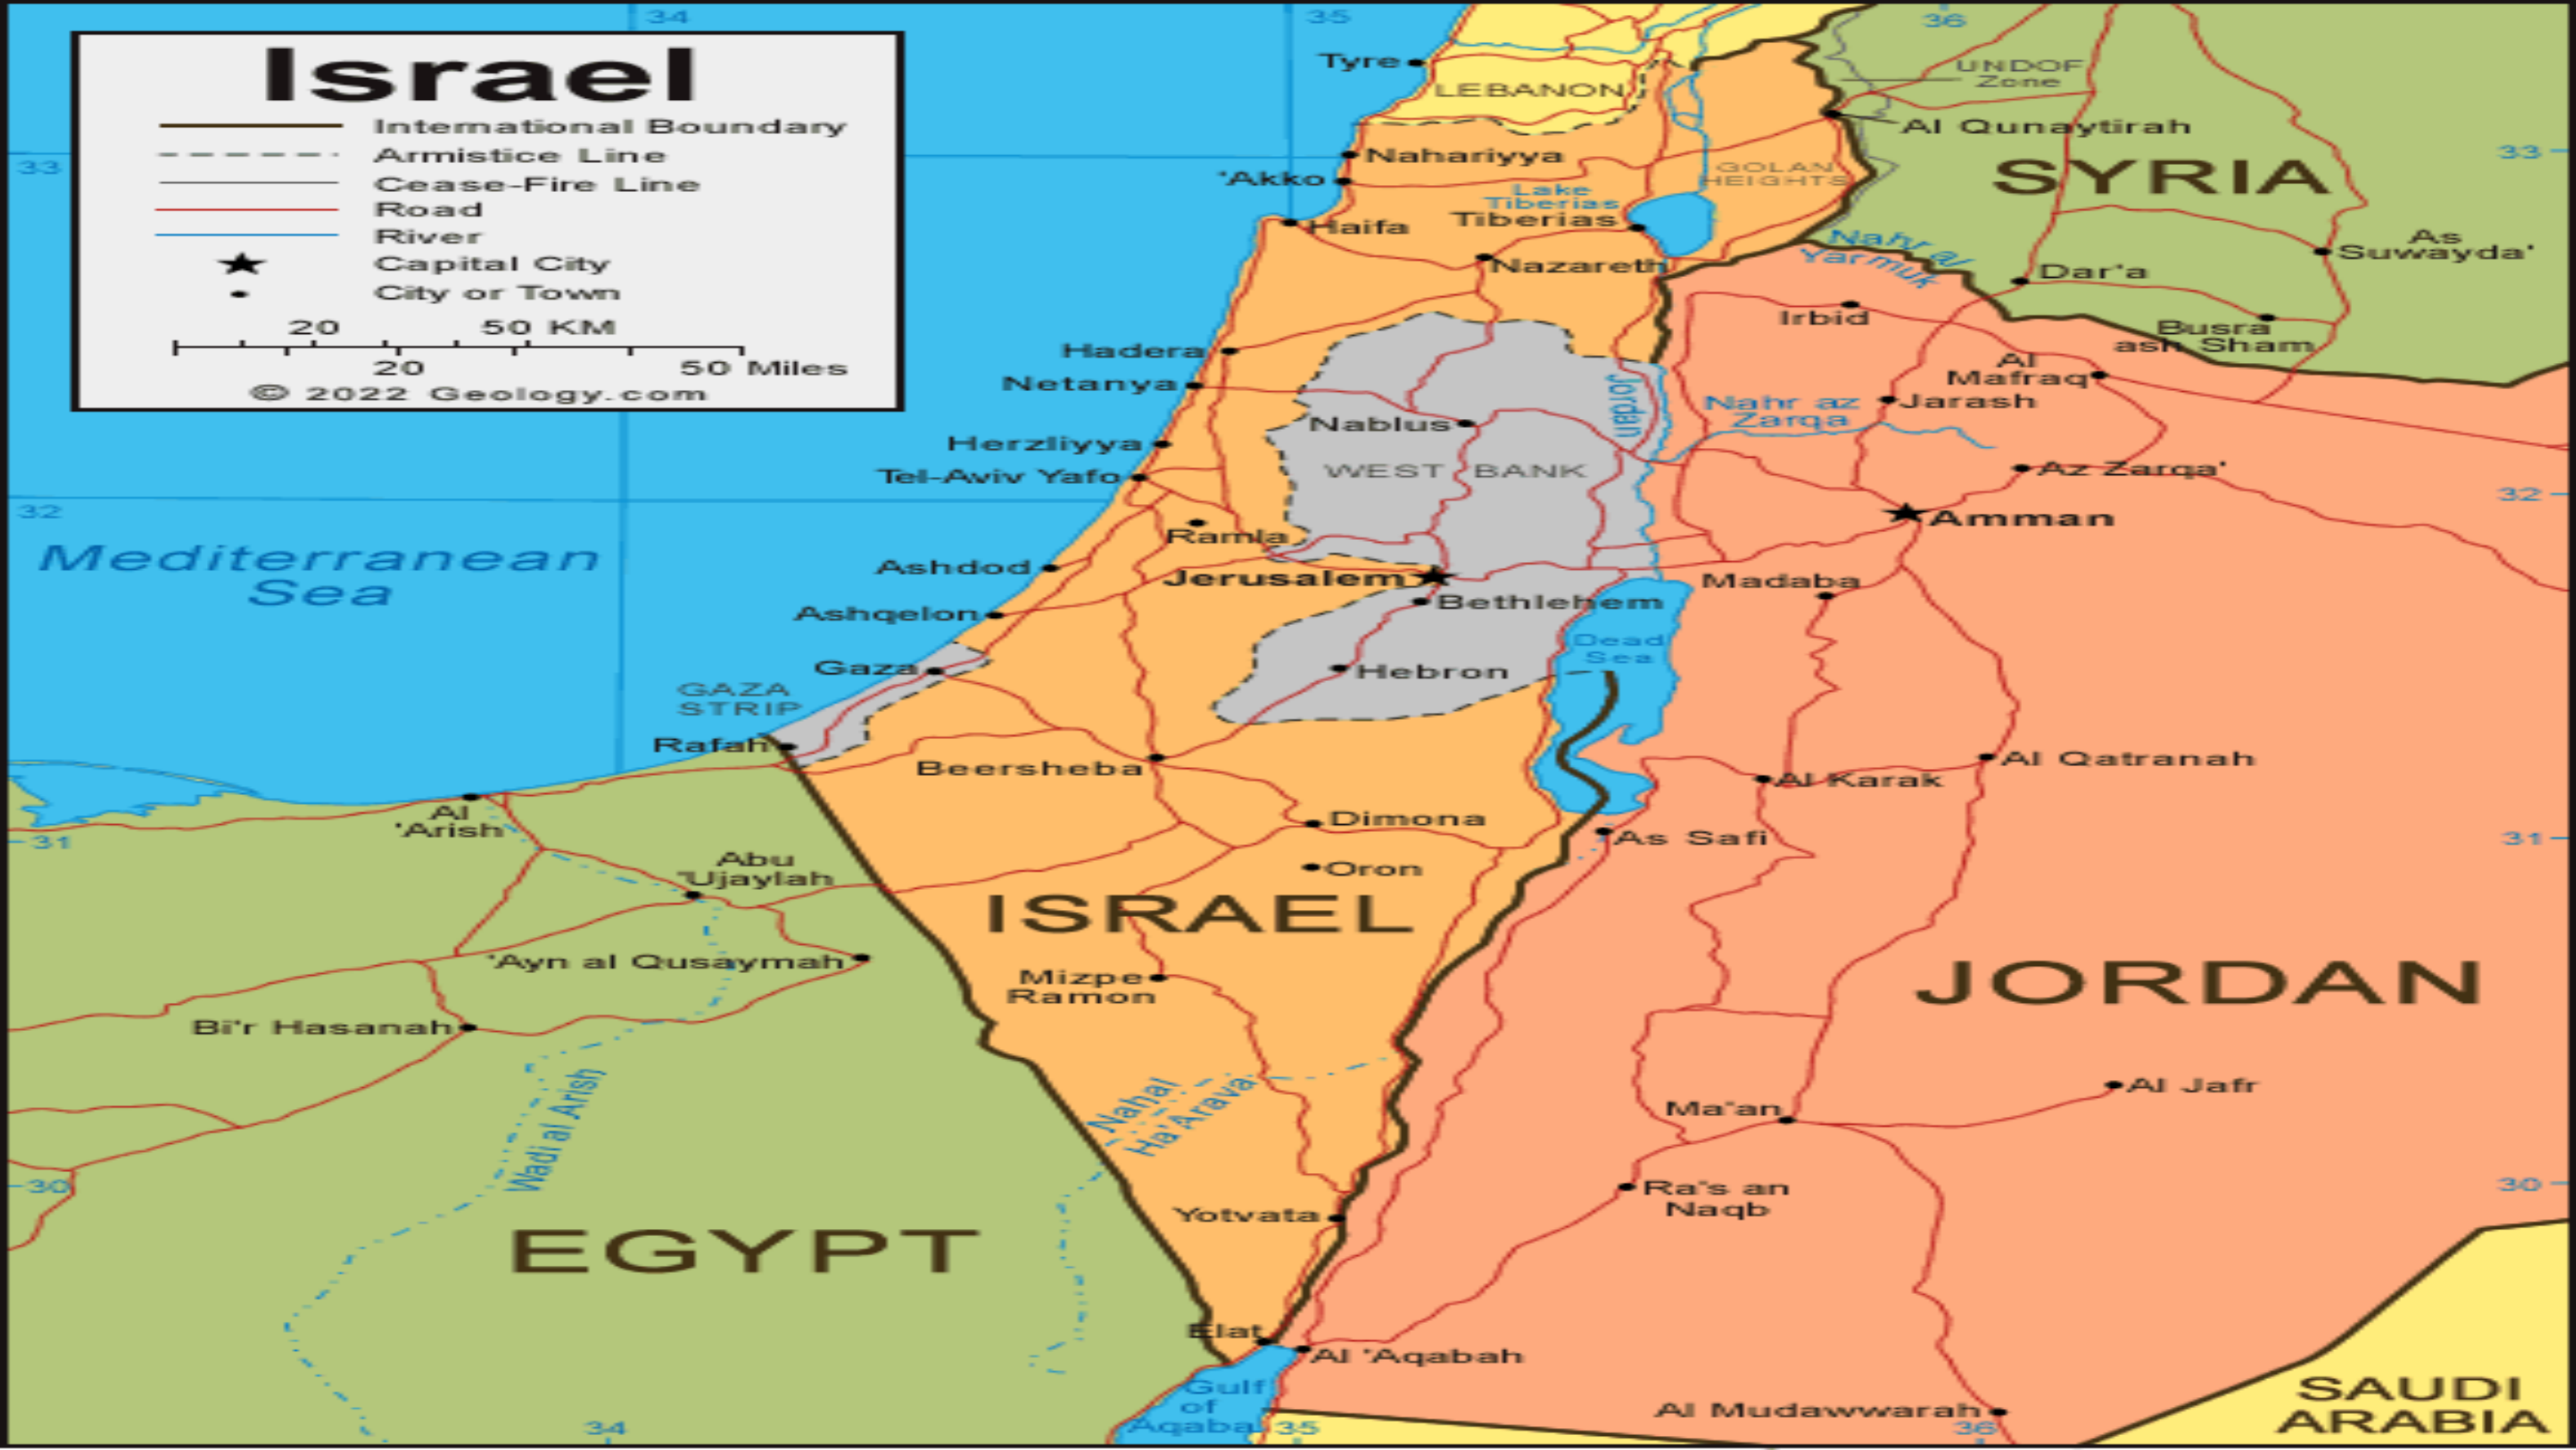 Israel
International Boundary
Armistice Line
Cease-Fire Line
Road
River
Capital City
City or Town
20 50 KM
20 50 Miles
© 2022 Geology.com
34
35
36
33
33
32
32
31
31
30
30
34
35
36
Tyre
LEBANON
UNDOF
Zone
Al Qunaytirah
SYRIA
Nahariyya
'Akko
GOLAN
HEIGHTS
Lake
Tiberias
Tiberias
Haifa
Nazareth
Nahr al
Yarmuk
As
Suwayda'
Dar'a
Irbid
Busra
ash Sham
Al
Mafraq
Hadera
Netanya
Jordan
Nahr az
Zarqa
Jarash
Nablus
Herzliyya
WEST BANK
Az Zarqa'
Tel-Aviv Yafo
Amman
Ramla
Mediterranean
Sea
Ashdod
Jerusalem
Madaba
Bethlehem
Ashqelon
Dead
Sea
Gaza
Hebron
GAZA
STRIP
Rafah
Beersheba
Al Qatranah
Al Karak
Al
'Arish
Dimona
As Safi
Abu
'Ujaylah
Oron
ISRAEL
'Ayn al Qusaymah
Mizpe
Ramon
JORDAN
Bi'r Hasanah
Wadi al Arish
Nahal
Ha'Arava
Al Jafr
Ma'an
Ra's an
Naqb
Yotvata
EGYPT
Elat
Al 'Aqabah
Gulf
of
Aqaba
Al Mudawwarah
SAUDI
ARABIA